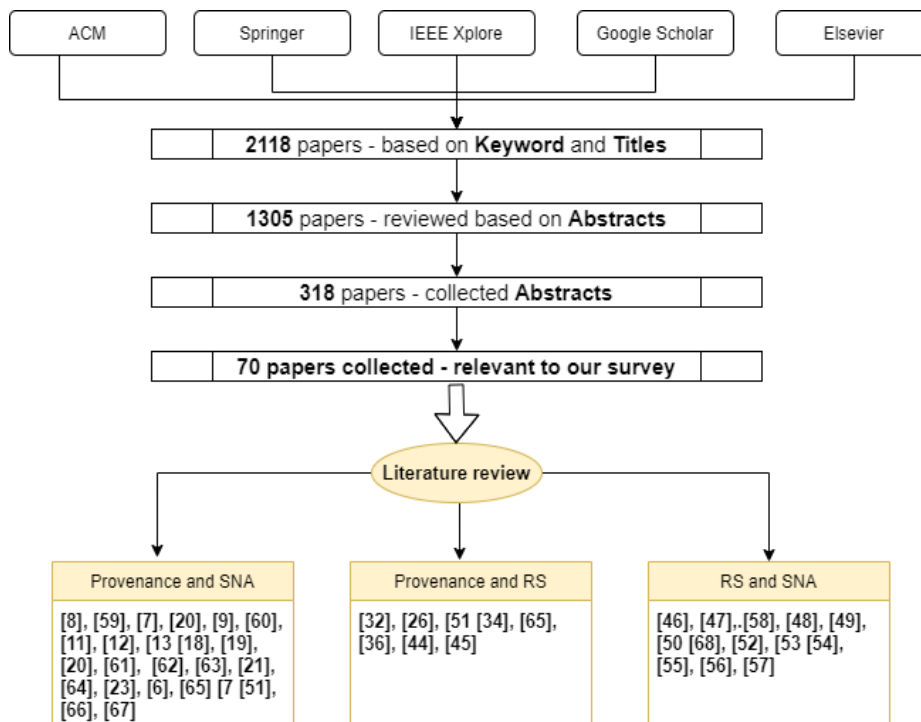 ACM
Springer
IEEE Xplore
Google Scholar
Elsevier
2118 papers - based on Keyword and Titles
1305 papers - reviewed based on Abstracts
318 papers - collected Abstracts
70 papers collected - relevant to our survey
Literature review
Provenance and SNA
[8], [59], [7], [20], [9], [60],
[11], [12], [13 [18], [19],
[20], [61], [62], [63], [21],
[64], [23], [6], [65] [7 [51],
[66], [67]
Provenance and RS
[32], [26], [51 [34], [65],
[36], [44], [45]
RS and SNA
[46], [47],.[58], [48], [49],
[50 [68], [52], [53 [54],
[55], [56], [57]